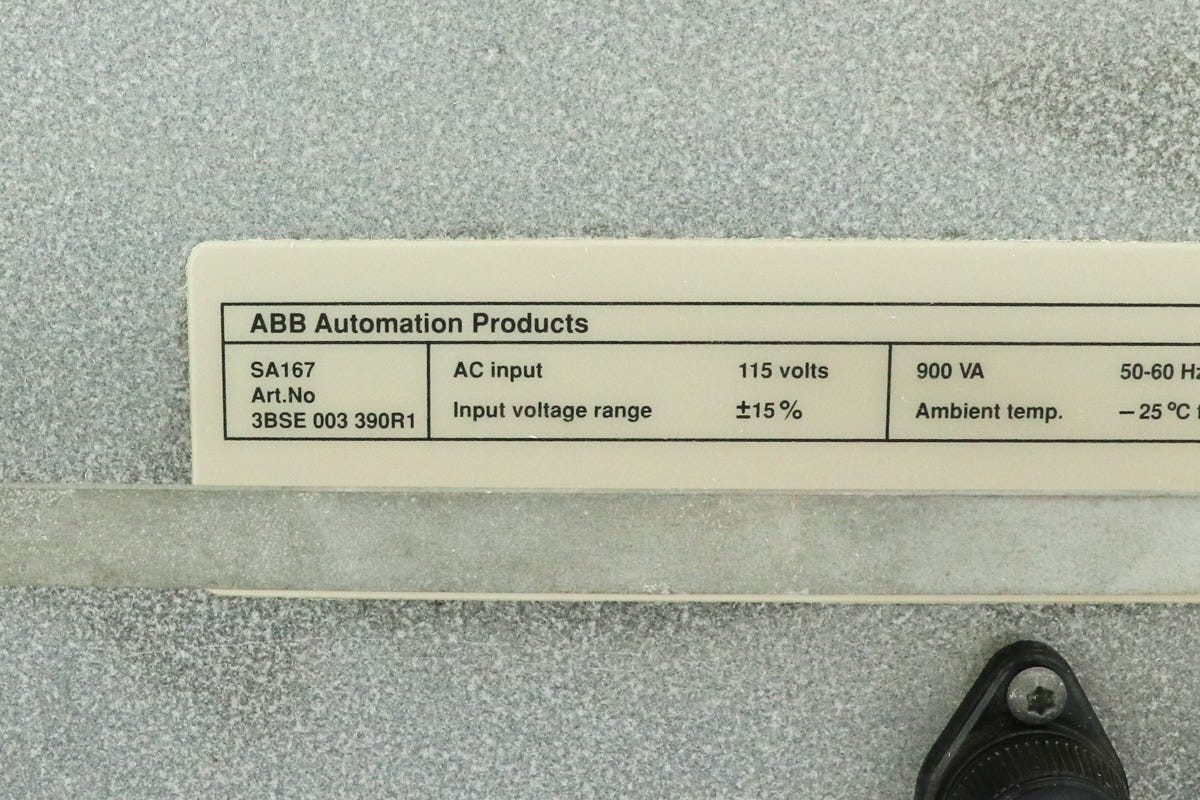 ABB Automation Products
SA167
Art.No
3BSE 003 390R1
AC input 115 volts
Input voltage range ±15%
900 VA 50-60 Hz
Ambient temp. –25 °C